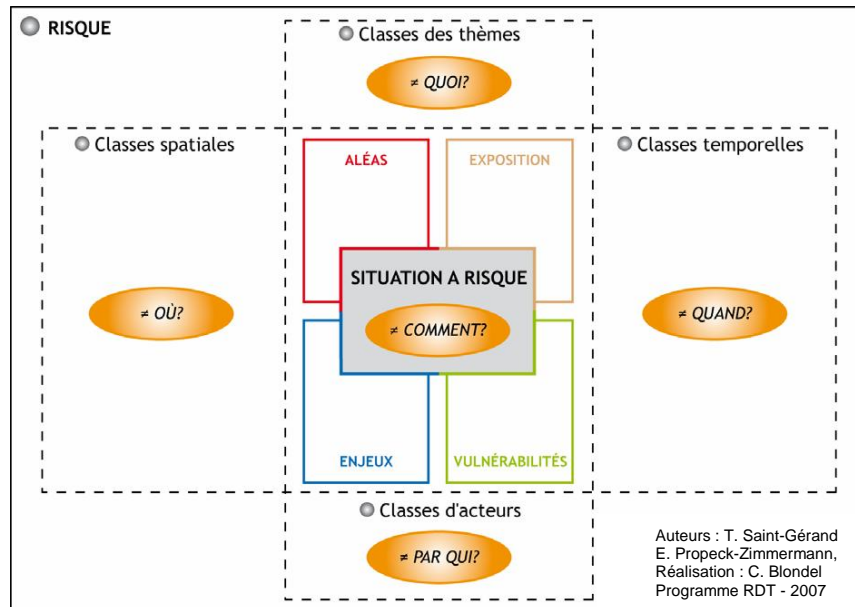 RISQUE
Classes des thèmes
≠ QUOI?
Classes spatiales
ALÉAS
EXPOSITION
Classes temporelles
SITUATION A RISQUE
≠ OÙ?
≠ COMMENT?
≠ QUAND?
ENJEUX
VULNÉRABILITÉS
Classes d'acteurs
≠ PAR QUI?
Auteurs : T. Saint-Gérand
E. Propeck-Zimmermann,
Réalisation : C. Blondel
Programme RDT - 2007